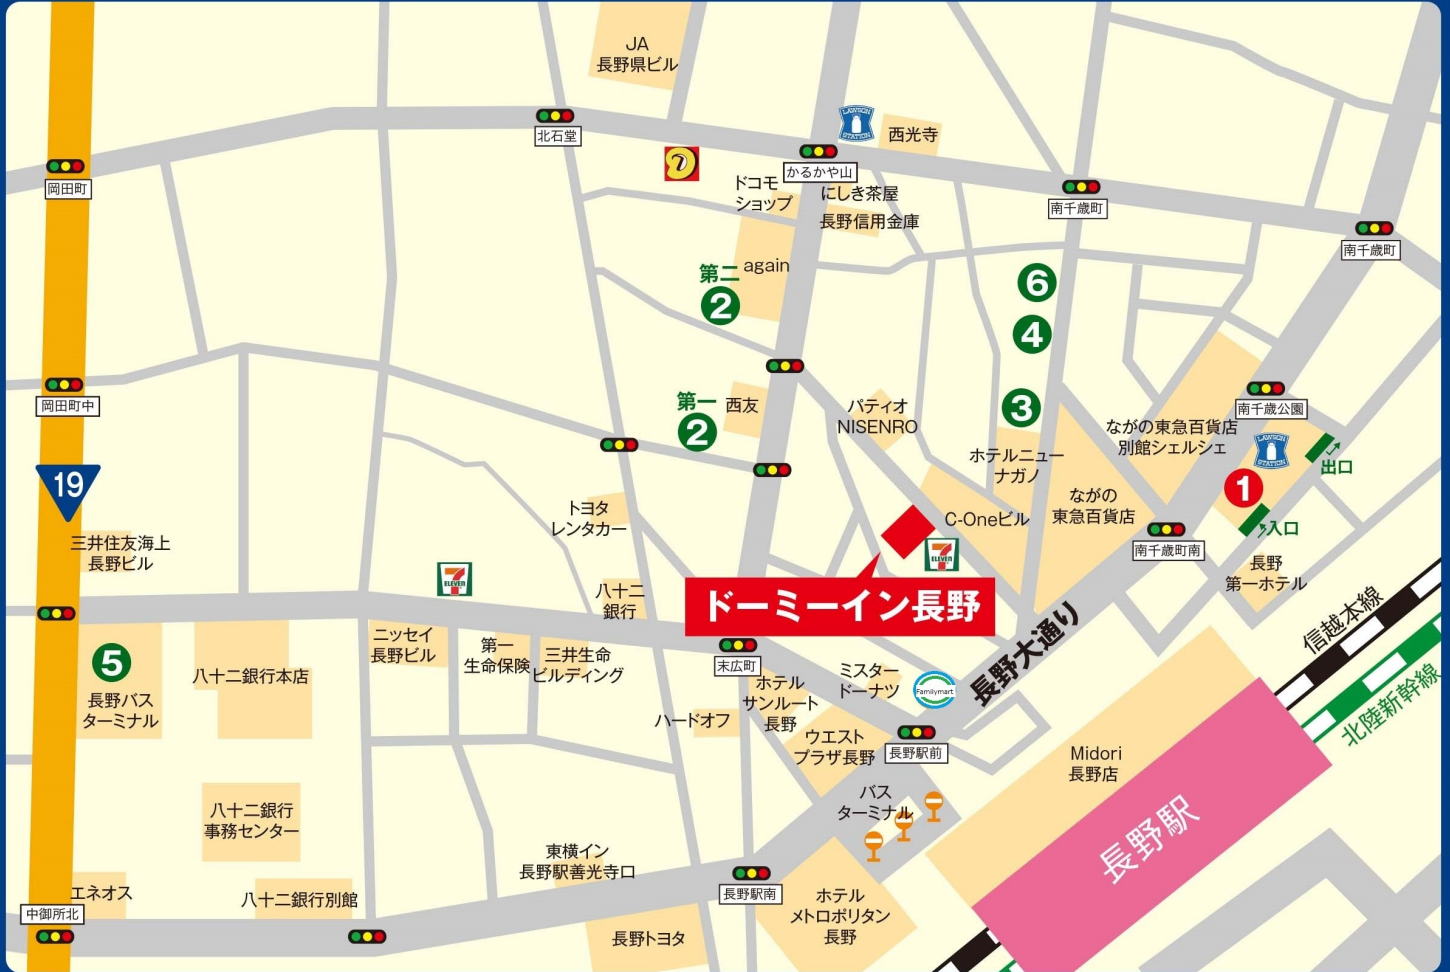 JA
長野県ビル
北石堂
LAWSON
STATION
西光寺
かるかや山
岡田町
ドコモ
ショップ
にしき茶屋
長野信用金庫
南千歳町
南千歳町
第二
2
again
6
4
3
岡田町中
第一
2
西友
パティオ
NISENRO
南千歳公園
ながの東急百貨店
別館シェルシェ
ホテルニュー
ナガノ
LAWSON
STATION
出口
1
入口
19
トヨタ
レンタカー
C-Oneビル
ながの
東急百貨店
南千歳町南
三井住友海上
長野ビル
7
ELEVEN
7
ELEVEN
長野
第一ホテル
八十二
銀行
ドーミーイン長野
長野大通り
信越本線
北陸新幹線
5
長野バス
ターミナル
八十二銀行本店
ニッセイ
長野ビル
第一
生命保険
三井生命
ビルディング
末広町
ミスター
ドーナツ
FamilyMart
ホテル
サンルート
長野
ハードオフ
ウエスト
プラザ長野
長野駅前
Midori
長野店
バス
ターミナル
八十二銀行
事務センター
長野駅
東横イン
長野駅善光寺口
エネオス
八十二銀行別館
長野駅南
中御所北
ホテル
メトロポリタン
長野
長野トヨタ